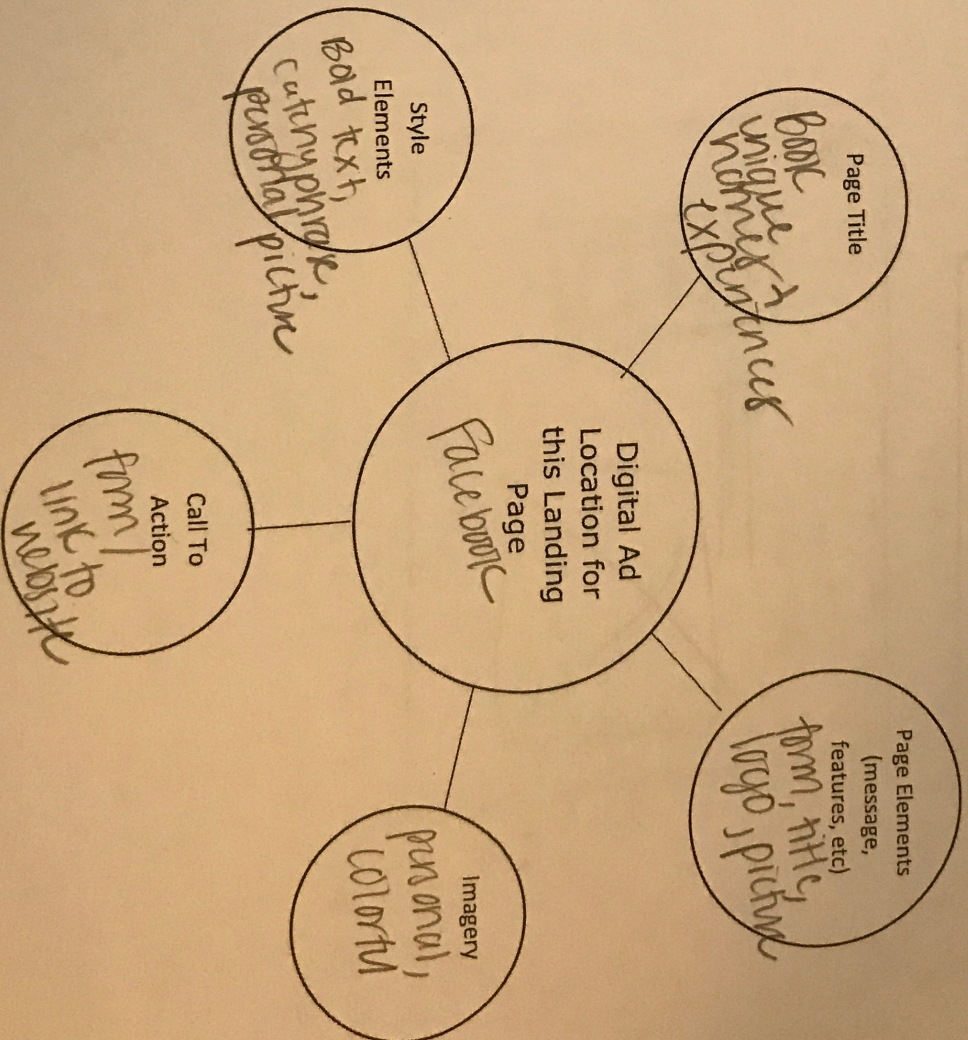 Page Title
Book
unique
homes +
experiences
Page Elements
(message,
features, etc)
form, title,
logo, picture
Digital Ad
Location for
this Landing
Page
Facebook
Style
Elements
Bold text,
catchyphrase,
personal picture
Imagery
personal,
colorful
Call To
Action
form/
link to
website